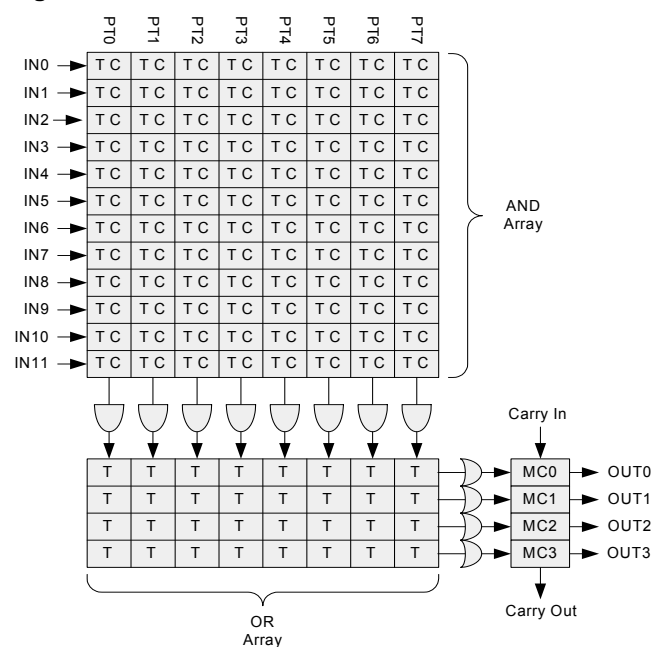 PT0 PT1 PT2 PT3 PT4 PT5 PT6 PT7
IN0 T C T C T C T C T C T C T C T C
IN1 T C T C T C T C T C T C T C T C
IN2 T C T C T C T C T C T C T C T C
IN3 T C T C T C T C T C T C T C T C
IN4 T C T C T C T C T C T C T C T C
IN5 T C T C T C T C T C T C T C T C
IN6 T C T C T C T C T C T C T C T C
IN7 T C T C T C T C T C T C T C T C
IN8 T C T C T C T C T C T C T C T C
IN9 T C T C T C T C T C T C T C T C
IN10 T C T C T C T C T C T C T C T C
IN11 T C T C T C T C T C T C T C T C
AND
Array
Carry In
T T T T T T T T MC0 OUT0
T T T T T T T T MC1 OUT1
T T T T T T T T MC2 OUT2
T T T T T T T T MC3 OUT3
Carry Out
OR
Array